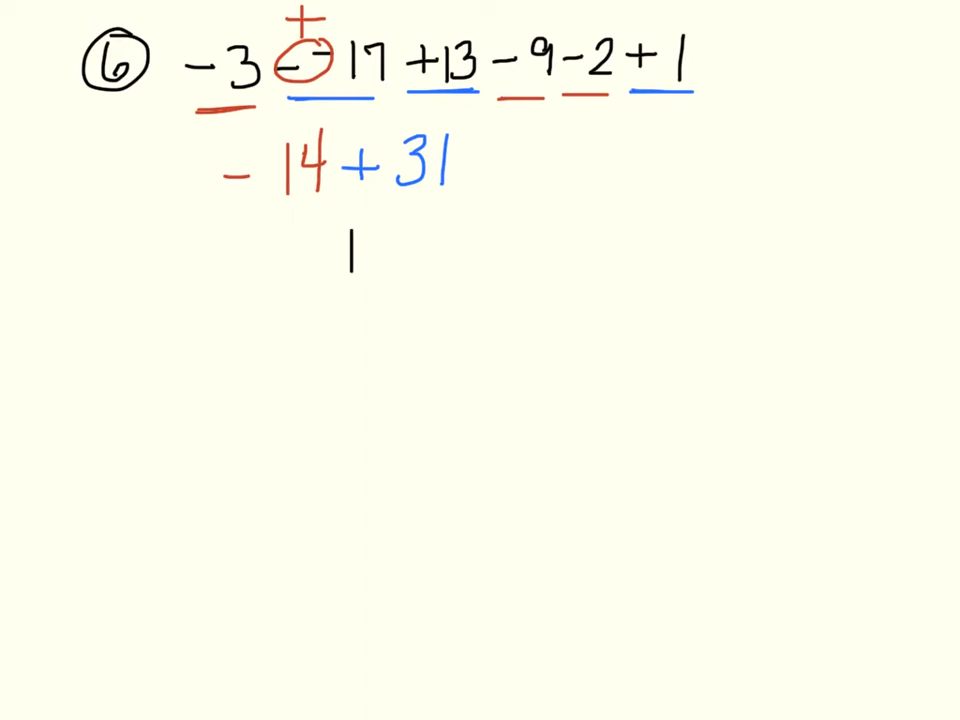 +
⑥ -3 - -17 +13 -9 -2 +1
- 14 + 31
1